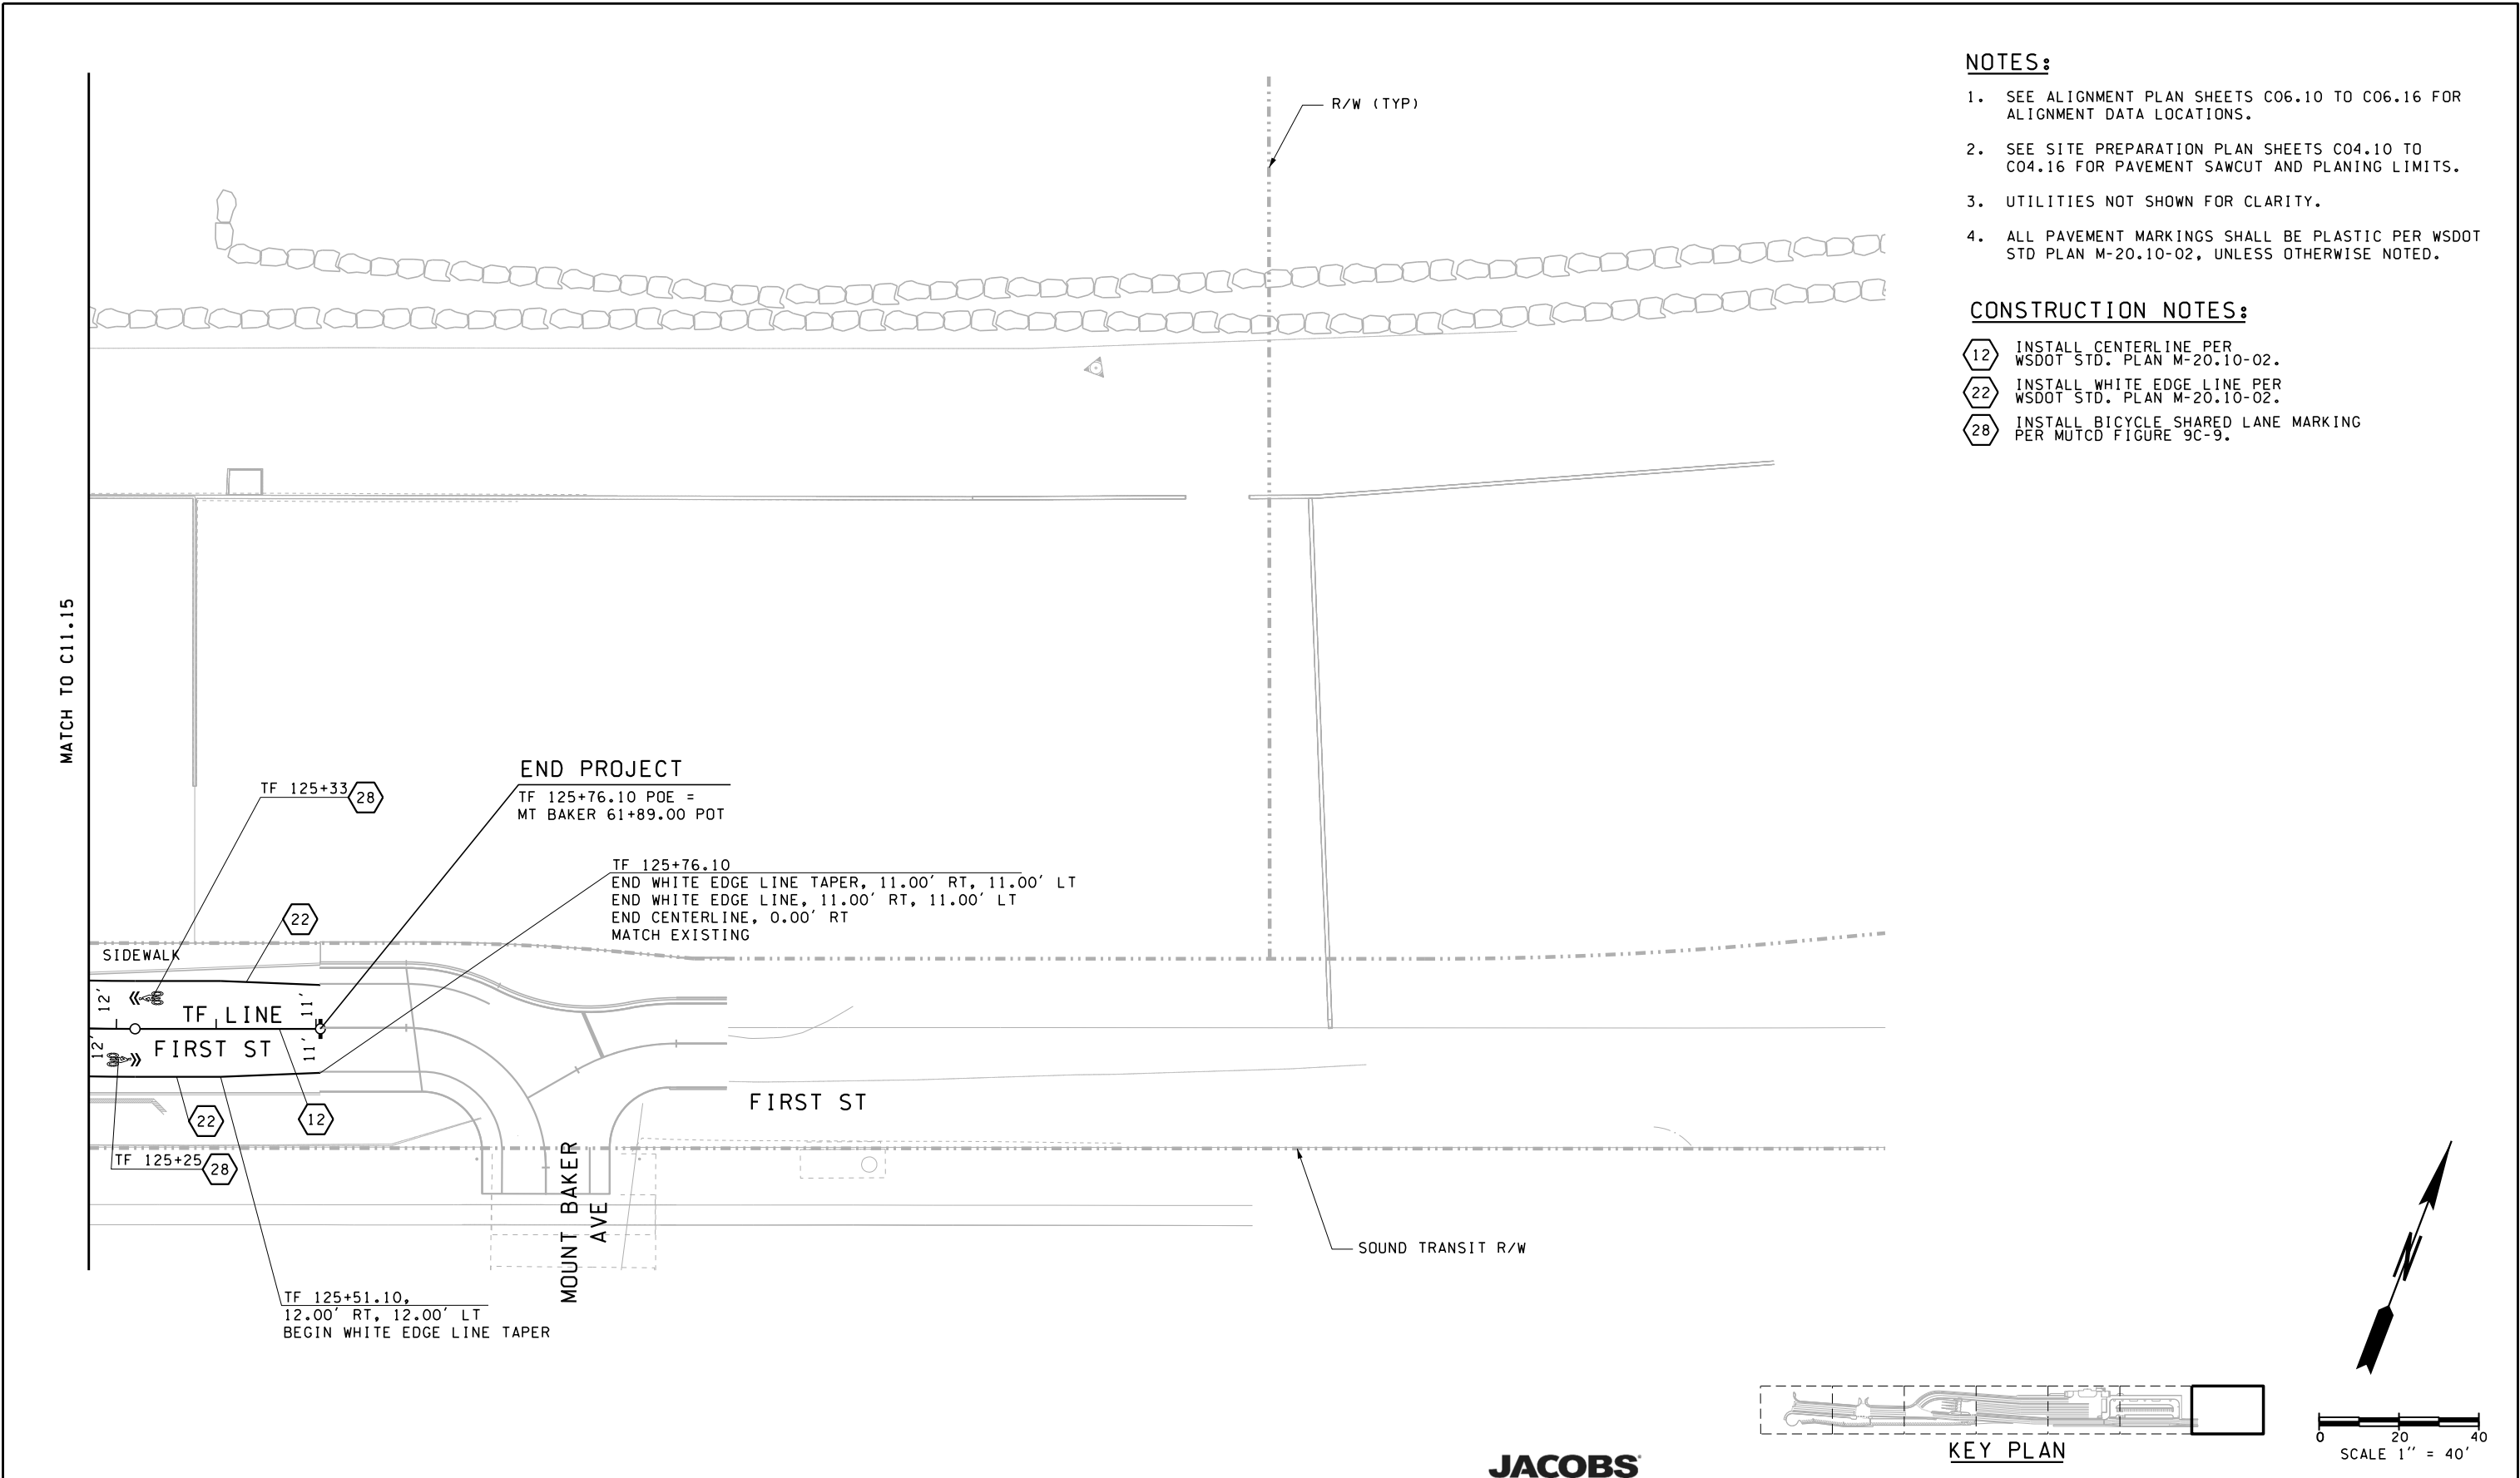 NOTES:
1. SEE ALIGNMENT PLAN SHEETS C06.10 TO C06.16 FOR
ALIGNMENT DATA LOCATIONS.
2. SEE SITE PREPARATION PLAN SHEETS C04.10 TO
C04.16 FOR PAVEMENT SAWCUT AND PLANING LIMITS.
3. UTILITIES NOT SHOWN FOR CLARITY.
4. ALL PAVEMENT MARKINGS SHALL BE PLASTIC PER WSDOT
STD PLAN M-20.10-02, UNLESS OTHERWISE NOTED.
CONSTRUCTION NOTES:
12 INSTALL CENTERLINE PER
WSDOT STD. PLAN M-20.10-02.
22 INSTALL WHITE EDGE LINE PER
WSDOT STD. PLAN M-20.10-02.
28 INSTALL BICYCLE SHARED LANE MARKING
PER MUTCD FIGURE 9C-9.
R/W (TYP)
MATCH TO C11.15
TF 125+33 28
END PROJECT
TF 125+76.10 POE =
MT BAKER 61+89.00 POT
TF 125+76.10
END WHITE EDGE LINE TAPER, 11.00' RT, 11.00' LT
END WHITE EDGE LINE, 11.00' RT, 11.00' LT
END CENTERLINE, 0.00' RT
MATCH EXISTING
22
SIDEWALK
12'
11'
TF LINE
12'
FIRST ST
11'
22
12
FIRST ST
TF 125+25 28
MOUNT BAKER
AVE
SOUND TRANSIT R/W
TF 125+51.10,
12.00' RT, 12.00' LT
BEGIN WHITE EDGE LINE TAPER
N
KEY PLAN
0 20 40
SCALE 1" = 40'
JACOBS